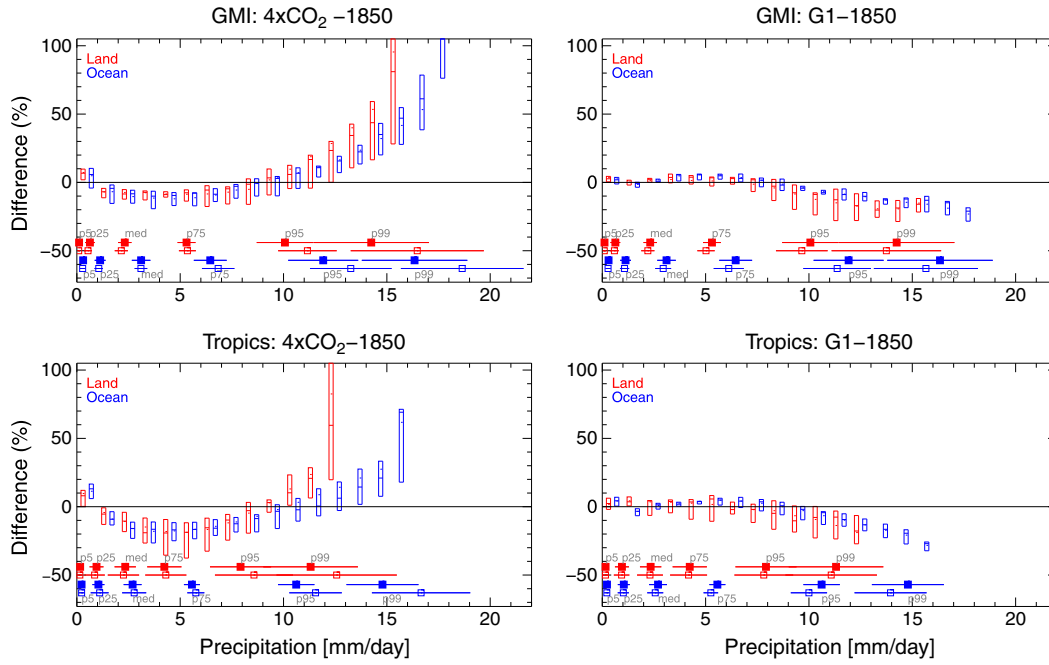 GMI: 4xCO₂ −1850
100
Land
Ocean
50
0
−50
Difference (%)
p5 p25 med p75 p95 p99
p5 p25 med p75 p95 p99
0 5 10 15 20
GMI: G1−1850
100
Land
Ocean
50
0
−50
p5 p25 med p75 p95 p99
p5 p25 med p75 p95 p99
0 5 10 15 20
Tropics: 4xCO₂−1850
100
Land
Ocean
50
0
−50
Difference (%)
p5 p25 med p75 p95 p99
p5 p25 med p75 p95 p99
0 5 10 15 20
Precipitation [mm/day]
Tropics: G1−1850
100
Land
Ocean
50
0
−50
p5 p25 med p75 p95 p99
p5 p25 med p75 p95 p99
0 5 10 15 20
Precipitation [mm/day]